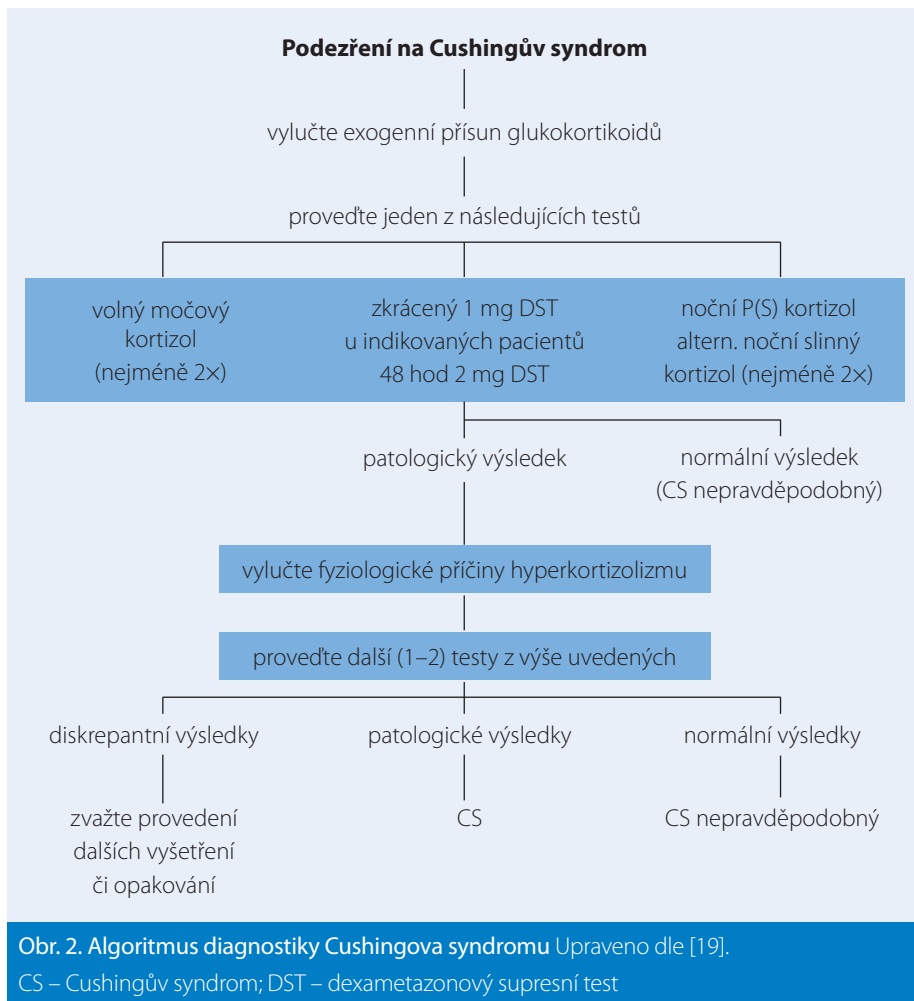 Podezření na Cushingův syndrom
vylučte exogenní přísun glukokortikoidů
proveďte jeden z následujících testů
volný močový
kortizol
(nejméně 2×)
zkrácený 1 mg DST
u indikovaných pacientů
48 hod 2 mg DST
noční P(S) kortizol
altern. noční slinný
kortizol (nejméně 2×)
patologický výsledek
normální výsledek
(CS nepravděpodobný)
vylučte fyziologické příčiny hyperkortizolizmu
proveďte další (1–2) testy z výše uvedených
diskrepantní výsledky
patologické výsledky
normální výsledky
zvažte provedení
dalších vyšetření
či opakování
CS
CS nepravděpodobný
Obr. 2. Algoritmus diagnostiky Cushingova syndromu Upraveno dle [19].
CS – Cushingův syndrom; DST – dexametazonový supresní test